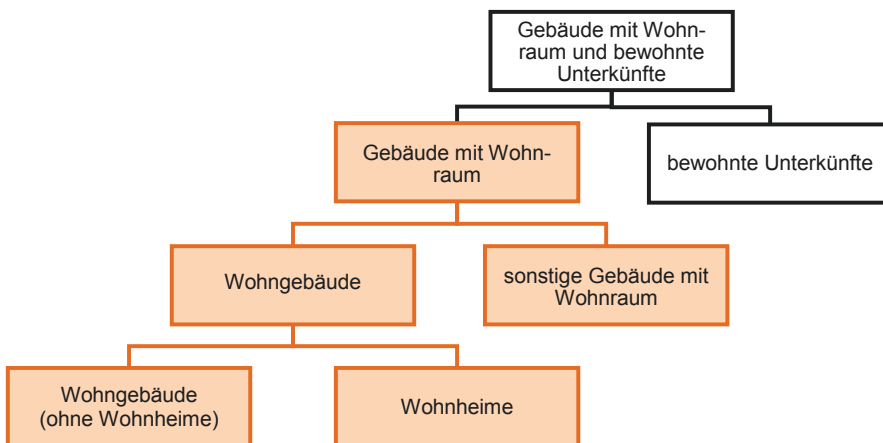 Gebäude mit Wohn-
raum und bewohnte
Unterkünfte
Gebäude mit Wohn-
raum
bewohnte Unterkünfte
Wohngebäude
sonstige Gebäude mit
Wohnraum
Wohngebäude
(ohne Wohnheime)
Wohnheime